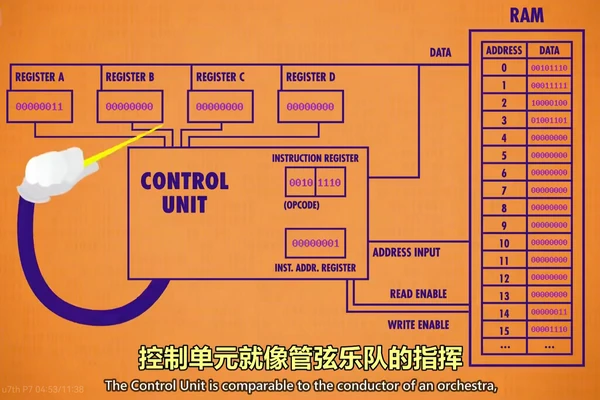 RAM
DATA
ADDRESS DATA
0 00101110
1 00011111
2 10000100
3 01001101
4 00000000
5 00000000
6 00000000
7 00000000
8 00000000
9 00000000
10 00000000
11 00000000
12 00000000
13 00000000
14 00000011
15 00001110
... ...
REGISTER A REGISTER B REGISTER C REGISTER D
00000011 00000000 00000000 00000000
CONTROL
UNIT
INSTRUCTION REGISTER
0010 1110
(OPCODE)
00000001
INST. ADDR. REGISTER
ADDRESS INPUT
READ ENABLE
WRITE ENABLE
控制单元就像管弦乐队的指挥
The Control Unit is comparable to the conductor of an orchestra,
04:53/11:38